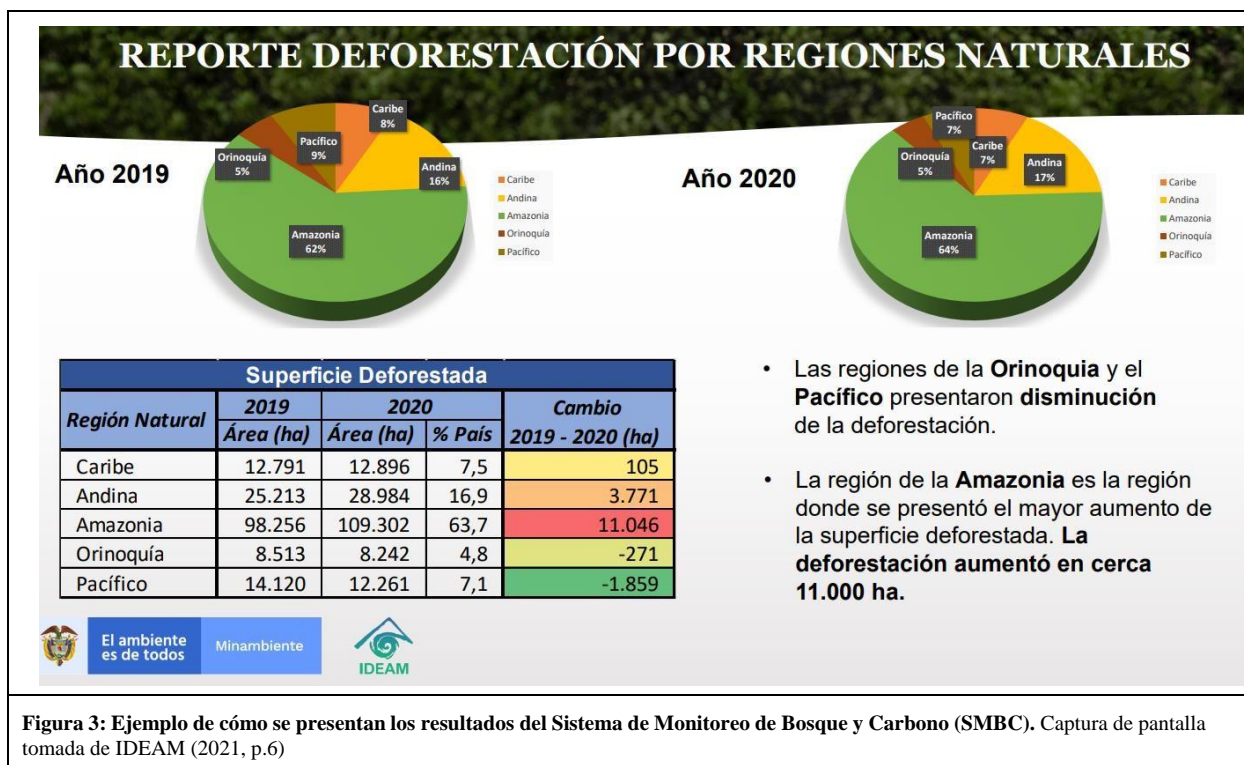 REPORTE DEFORESTACIÓN POR REGIONES NATURALES
Año 2019
Caribe
8%
Andina
16%
Amazonia
62%
Orinoquía
5%
Pacífico
9%
Caribe
Andina
Amazonia
Orinoquía
Pacífico
Año 2020
Pacífico
7%
Caribe
7%
Andina
17%
Orinoquía
5%
Amazonia
64%
Caribe
Andina
Amazonia
Orinoquía
Pacífico
Superficie Deforestada
Región Natural 2019 2020 Cambio
Área (ha) Área (ha) % País 2019 - 2020 (ha)
Caribe 12.791 12.896 7,5 105
Andina 25.213 28.984 16,9 3.771
Amazonia 98.256 109.302 63,7 11.046
Orinoquía 8.513 8.242 4,8 -271
Pacífico 14.120 12.261 7,1 -1.859
• Las regiones de la Orinoquia y el
Pacífico presentaron disminución
de la deforestación.
• La región de la Amazonia es la región
donde se presentó el mayor aumento de
la superficie deforestada. La
deforestación aumentó en cerca
11.000 ha.
El ambiente
es de todos
Minambiente
IDEAM
Figura 3: Ejemplo de cómo se presentan los resultados del Sistema de Monitoreo de Bosque y Carbono (SMBC). Captura de pantalla
tomada de IDEAM (2021, p.6)